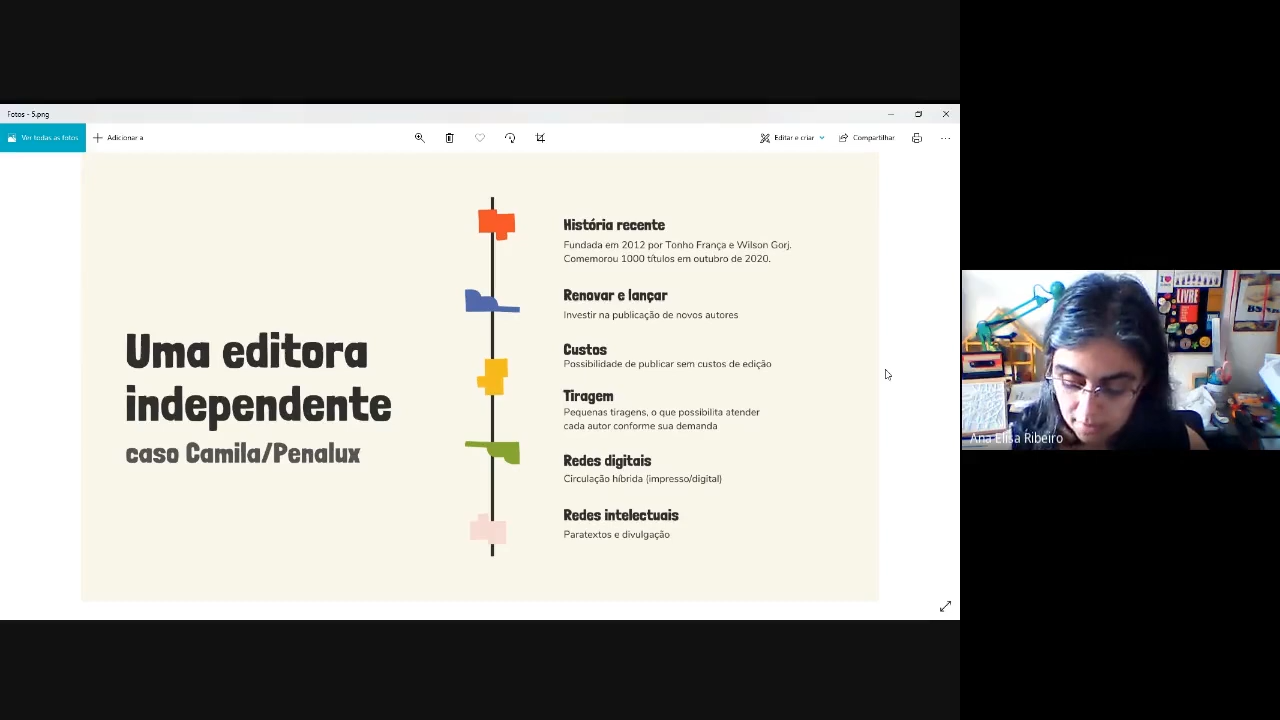 Fotos - 5.png
Ver todas as fotos
Adicionar a
Editar e criar
Compartilhar
Uma editora
independente
caso Camila/Penalux
História recente
Fundada em 2012 por Tonho França e Wilson Gorj.
Comemorou 1000 títulos em outubro de 2020.
Renovar e lançar
Investir na publicação de novos autores
Custos
Possibilidade de publicar sem custos de edição
Tiragem
Pequenas tiragens, o que possibilita atender
cada autor conforme sua demanda
Redes digitais
Circulação híbrida (impresso/digital)
Redes intelectuais
Paratextos e divulgação
LIVRE
Ana Elisa Ribeiro